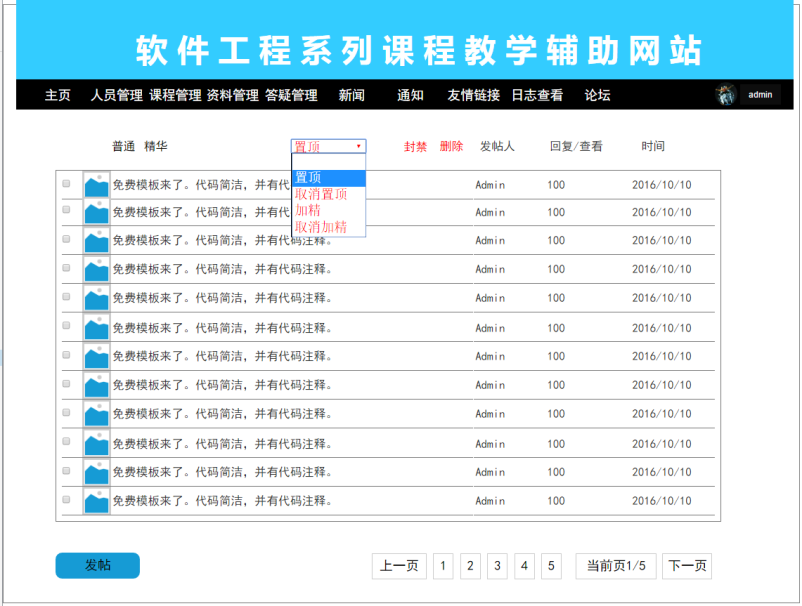 软件工程系列课程教学辅助网站
主页 人员管理 课程管理 资料管理 答疑管理 新闻 通知 友情链接 日志查看 论坛 admin
普通 精华 置顶 封禁 删除 发帖人 回复/查看 时间
置顶
取消置顶
加精
取消加精
免费模板来了。代码简洁，并有代 Admin 100 2016/10/10
免费模板来了。代码简洁，并有代 Admin 100 2016/10/10
免费模板来了。代码简洁，并有代码注释。 Admin 100 2016/10/10
免费模板来了。代码简洁，并有代码注释。 Admin 100 2016/10/10
免费模板来了。代码简洁，并有代码注释。 Admin 100 2016/10/10
免费模板来了。代码简洁，并有代码注释。 Admin 100 2016/10/10
免费模板来了。代码简洁，并有代码注释。 Admin 100 2016/10/10
免费模板来了。代码简洁，并有代码注释。 Admin 100 2016/10/10
免费模板来了。代码简洁，并有代码注释。 Admin 100 2016/10/10
免费模板来了。代码简洁，并有代码注释。 Admin 100 2016/10/10
免费模板来了。代码简洁，并有代码注释。 Admin 100 2016/10/10
免费模板来了。代码简洁，并有代码注释。 Admin 100 2016/10/10
发帖 上一页 1 2 3 4 5 当前页1/5 下一页